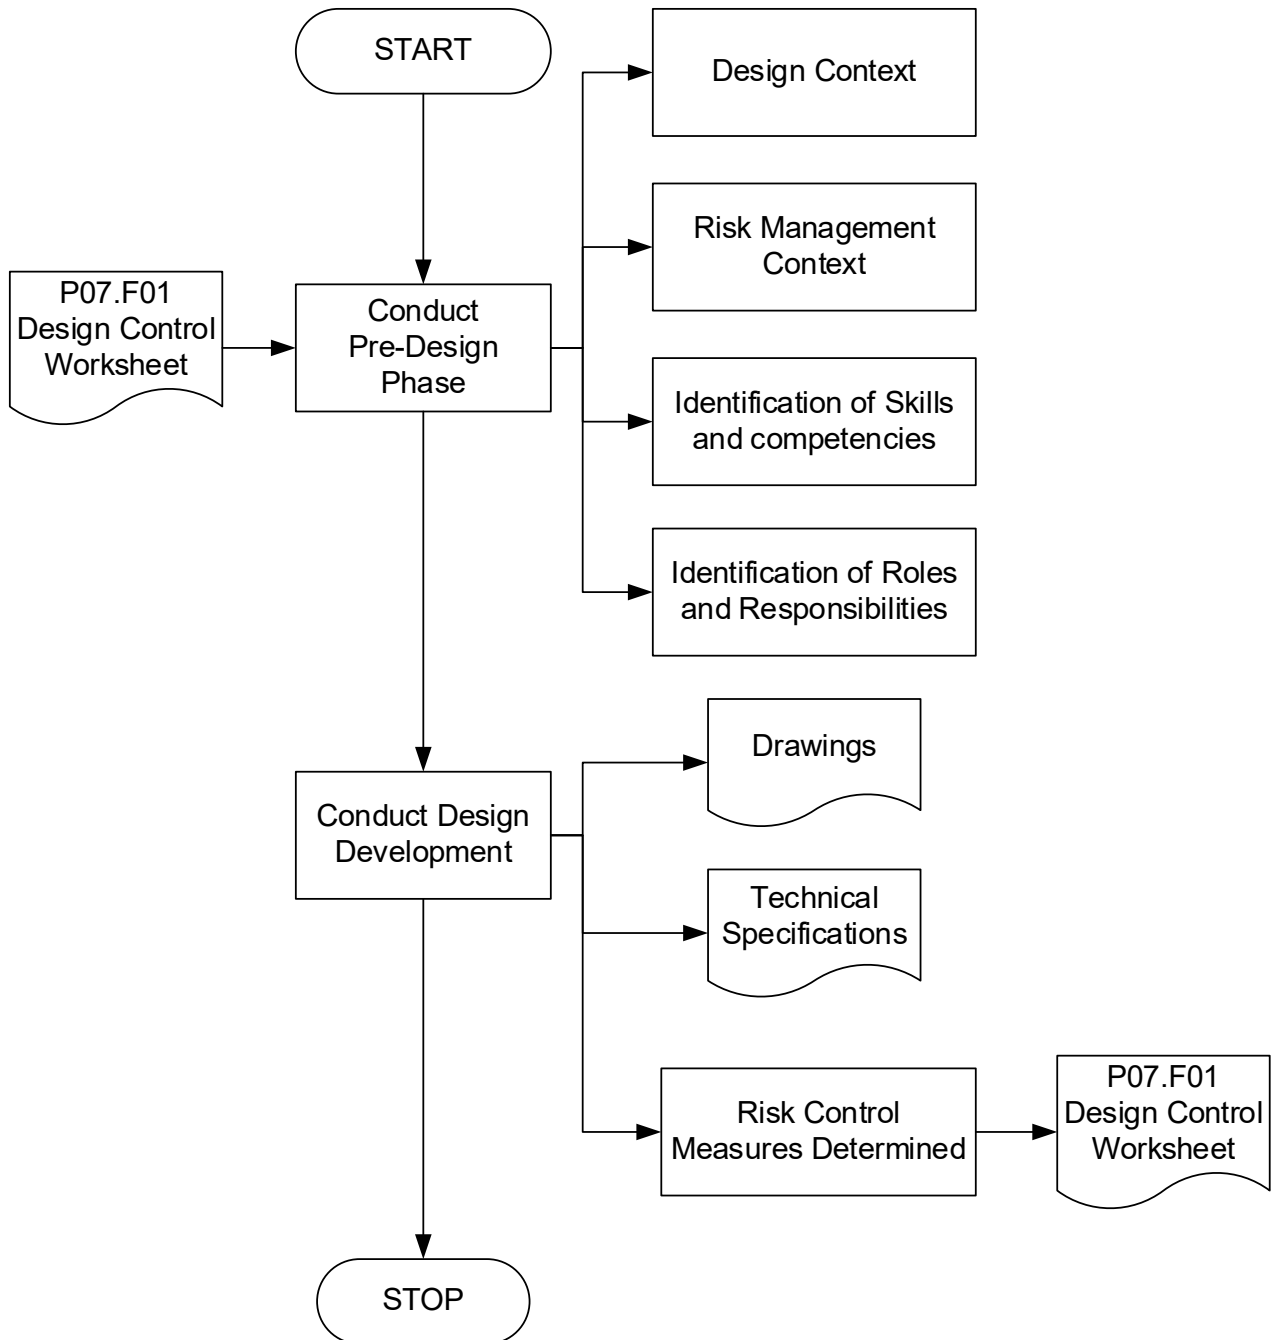 START
Design Context
Risk Management
Context
P07.F01
Design Control
Worksheet
Conduct
Pre-Design
Phase
Identification of Skills
and competencies
Identification of Roles
and Responsibilities
Drawings
Conduct Design
Development
Technical
Specifications
Risk Control
Measures Determined
P07.F01
Design Control
Worksheet
STOP